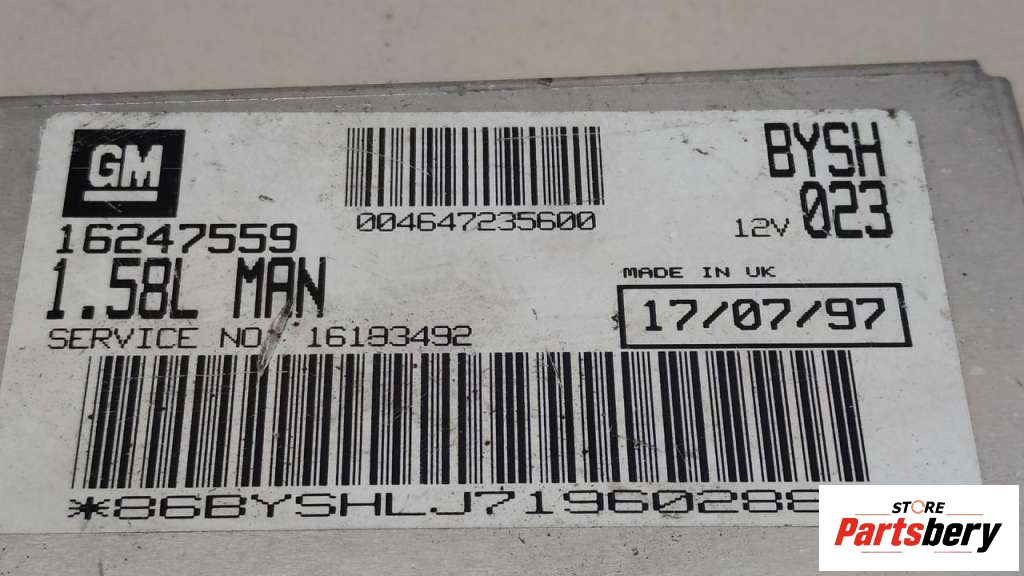 GM
004647235600
BYSH
16247559
12V 023
1.58L MAN
MADE IN UK
SERVICE NO 16183492
17/07/97
*86BYSHLJ71960288
STORE
Partsbery